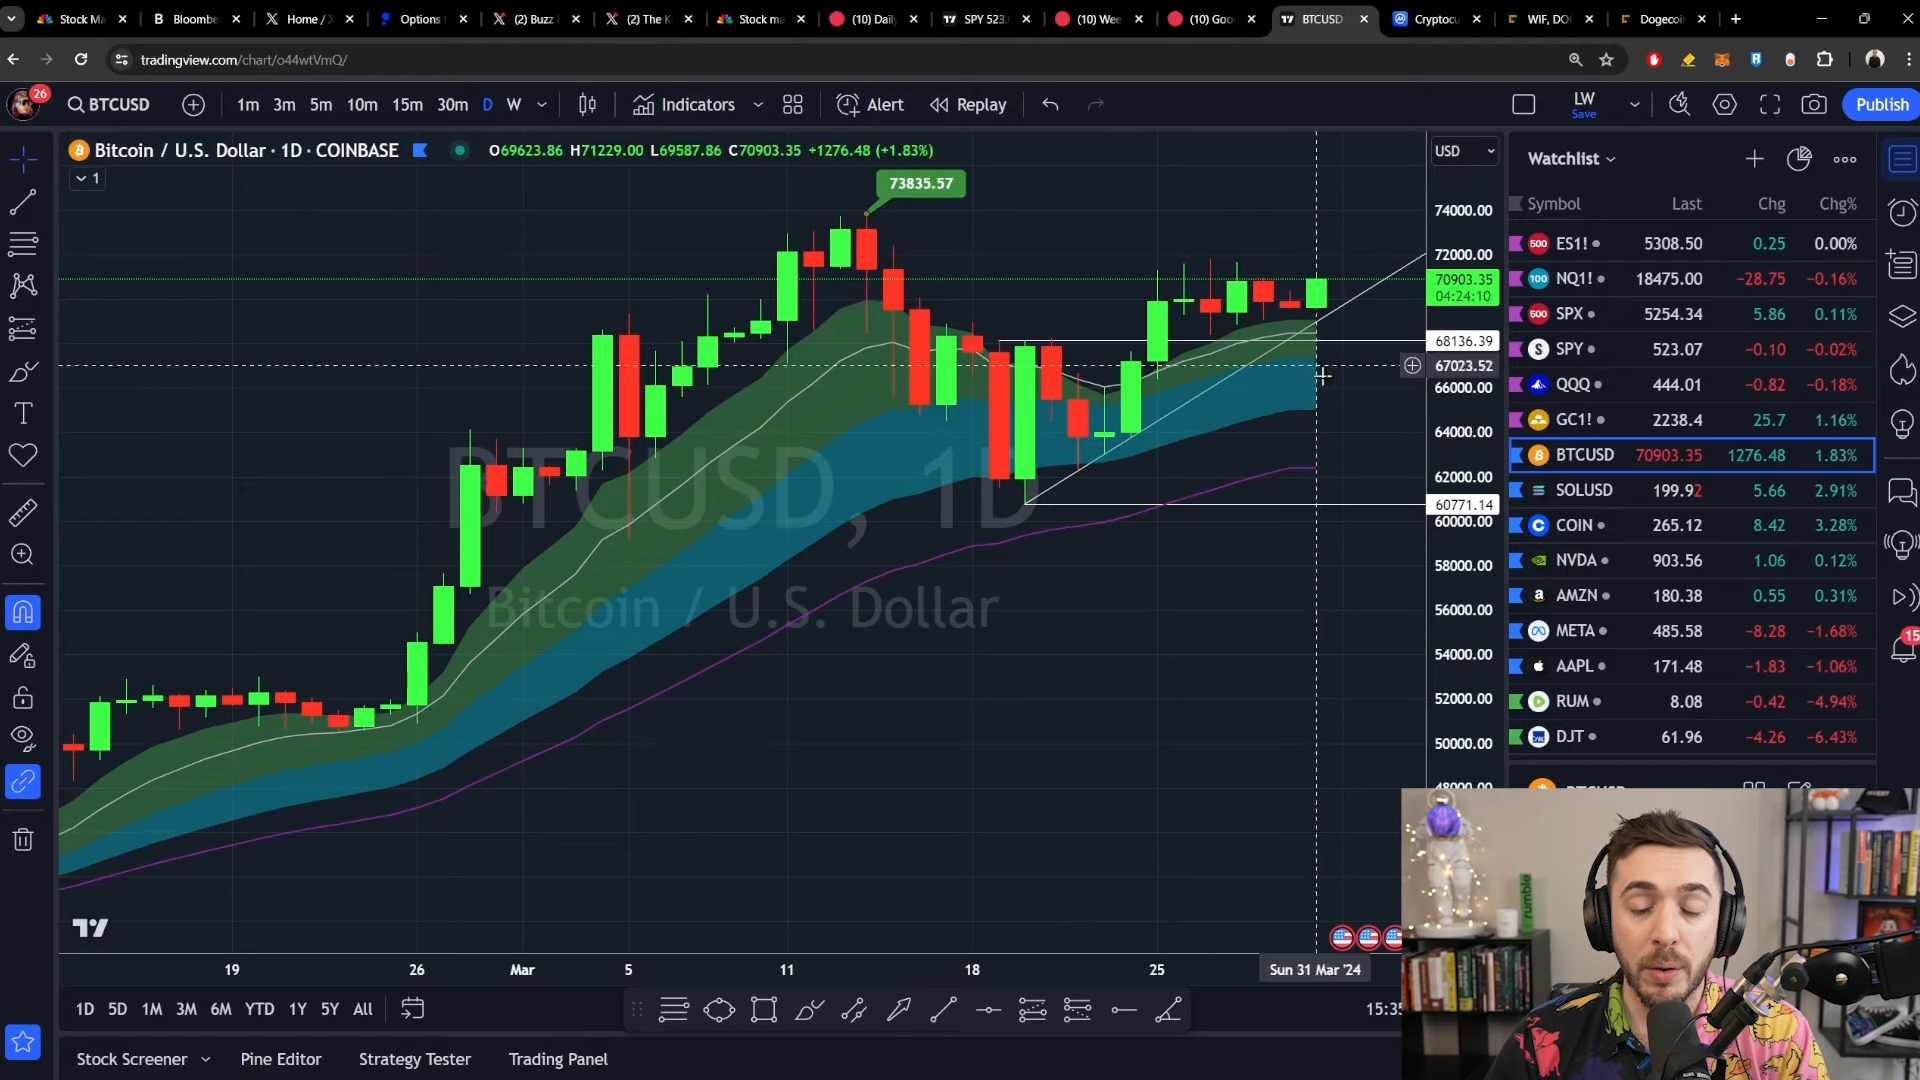 Stock Ma
Bloombe
Home / X
Options
(2) Buzz
(2) The K
Stock ma
(10) Daily
SPY 523.
(10) Wee
(10) Goo
BTCUSD
Cryptocu
WIF, DO
Dogecoi
tradingview.com/chart/o44wtVmQ/
26
BTCUSD
1m 3m 5m 10m 15m 30m D W
Indicators
Alert
Replay
LW
Save
Publish
Bitcoin / U.S. Dollar · 1D · COINBASE
O69623.86 H71229.00 L69587.86 C70903.35 +1276.48 (+1.83%)
1
73835.57
BTCUSD, 1D
Bitcoin / U.S. Dollar
USD
74000.00
72000.00
70903.35
04:24:10
68136.39
67023.52
66000.00
64000.00
62000.00
60771.14
60000.00
58000.00
56000.00
54000.00
52000.00
50000.00
48000.00
19 26 Mar 5 11 18 25 Sun 31 Mar '24
Watchlist
Symbol Last Chg Chg%
500 ES1! 5308.50 0.25 0.00%
100 NQ1! 18475.00 −28.75 −0.16%
500 SPX 5254.34 5.86 0.11%
S SPY 523.07 −0.10 −0.02%
QQQ 444.01 −0.82 −0.18%
GC1! 2238.4 25.7 1.16%
BTCUSD 70903.35 1276.48 1.83%
SOLUSD 199.92 5.66 2.91%
COIN 265.12 8.42 3.28%
NVDA 903.56 1.06 0.12%
AMZN 180.38 0.55 0.31%
META 485.58 −8.28 −1.68%
AAPL 171.48 −1.83 −1.06%
RUM 8.08 −0.42 −4.94%
DJT 61.96 −4.26 −6.43%
15
1D 5D 1M 3M 6M YTD 1Y 5Y All
15:35
Stock Screener
Pine Editor
Strategy Tester
Trading Panel
rumble